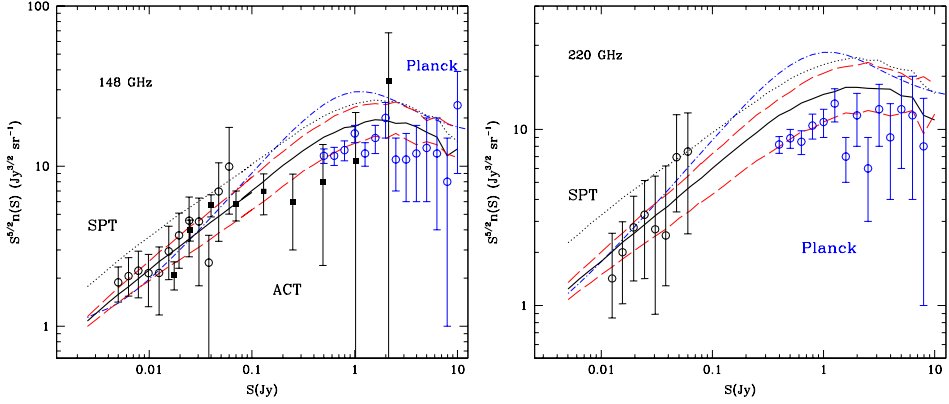 100
148 GHz
Planck
10
SPT
ACT
1
0.01
0.1
1
10
S(Jy)
S^5/2 n(S) (Jy^3/2 sr^-1)
220 GHz
10
SPT
Planck
1
0.01
0.1
1
10
S(Jy)
S^5/2 n(S) (Jy^3/2 sr^-1)